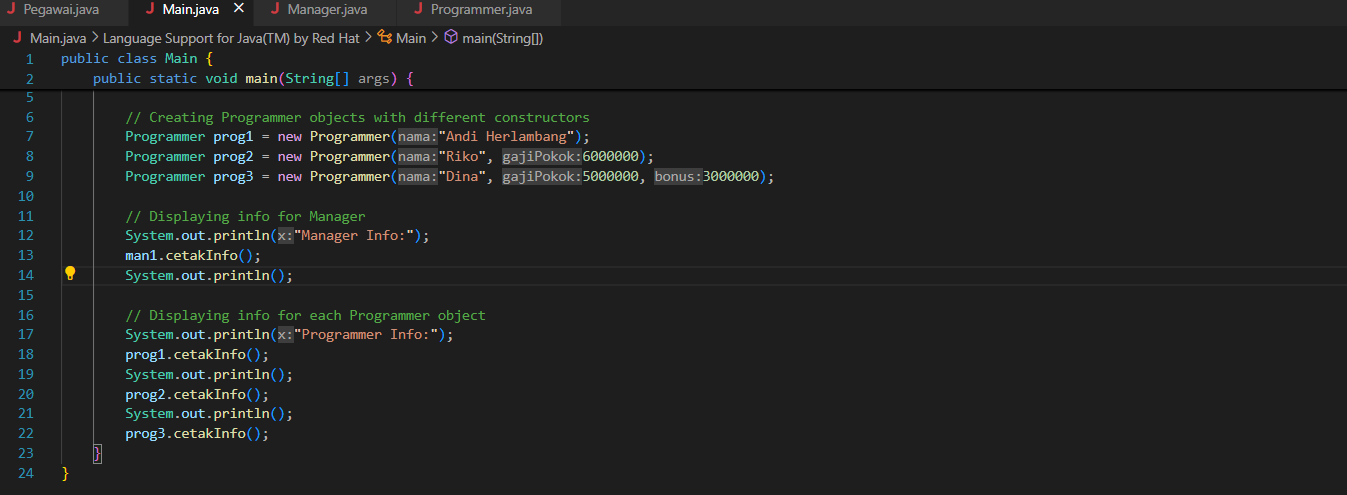 J Pegawai.java J Main.java × J Manager.java J Programmer.java
J Main.java > Language Support for Java(TM) by Red Hat > Main > main(String[])
1 public class Main {
2 public static void main(String[] args) {
5
6 // Creating Programmer objects with different constructors
7 Programmer prog1 = new Programmer(nama:"Andi Herlambang");
8 Programmer prog2 = new Programmer(nama:"Riko", gajiPokok:6000000);
9 Programmer prog3 = new Programmer(nama:"Dina", gajiPokok:5000000, bonus:3000000);
10
11 // Displaying info for Manager
12 System.out.println(x:"Manager Info:");
13 man1.cetakInfo();
14 System.out.println();
15
16 // Displaying info for each Programmer object
17 System.out.println(x:"Programmer Info:");
18 prog1.cetakInfo();
19 System.out.println();
20 prog2.cetakInfo();
21 System.out.println();
22 prog3.cetakInfo();
23 }
24 }